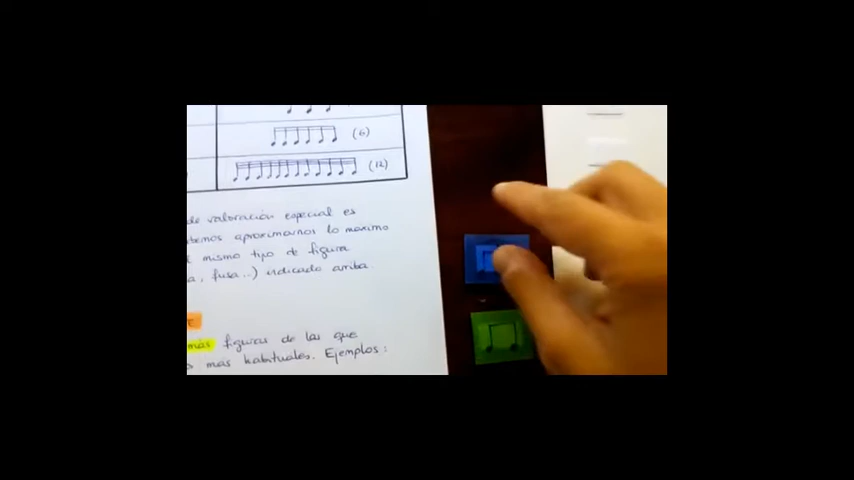 (6)
(12)
de valoración especial es
bemos aproximarnos lo máximo
l mismo tipo de figura
a, fusa...) indicado arriba.
más figuras de las que
s más habituales. Ejemplos: